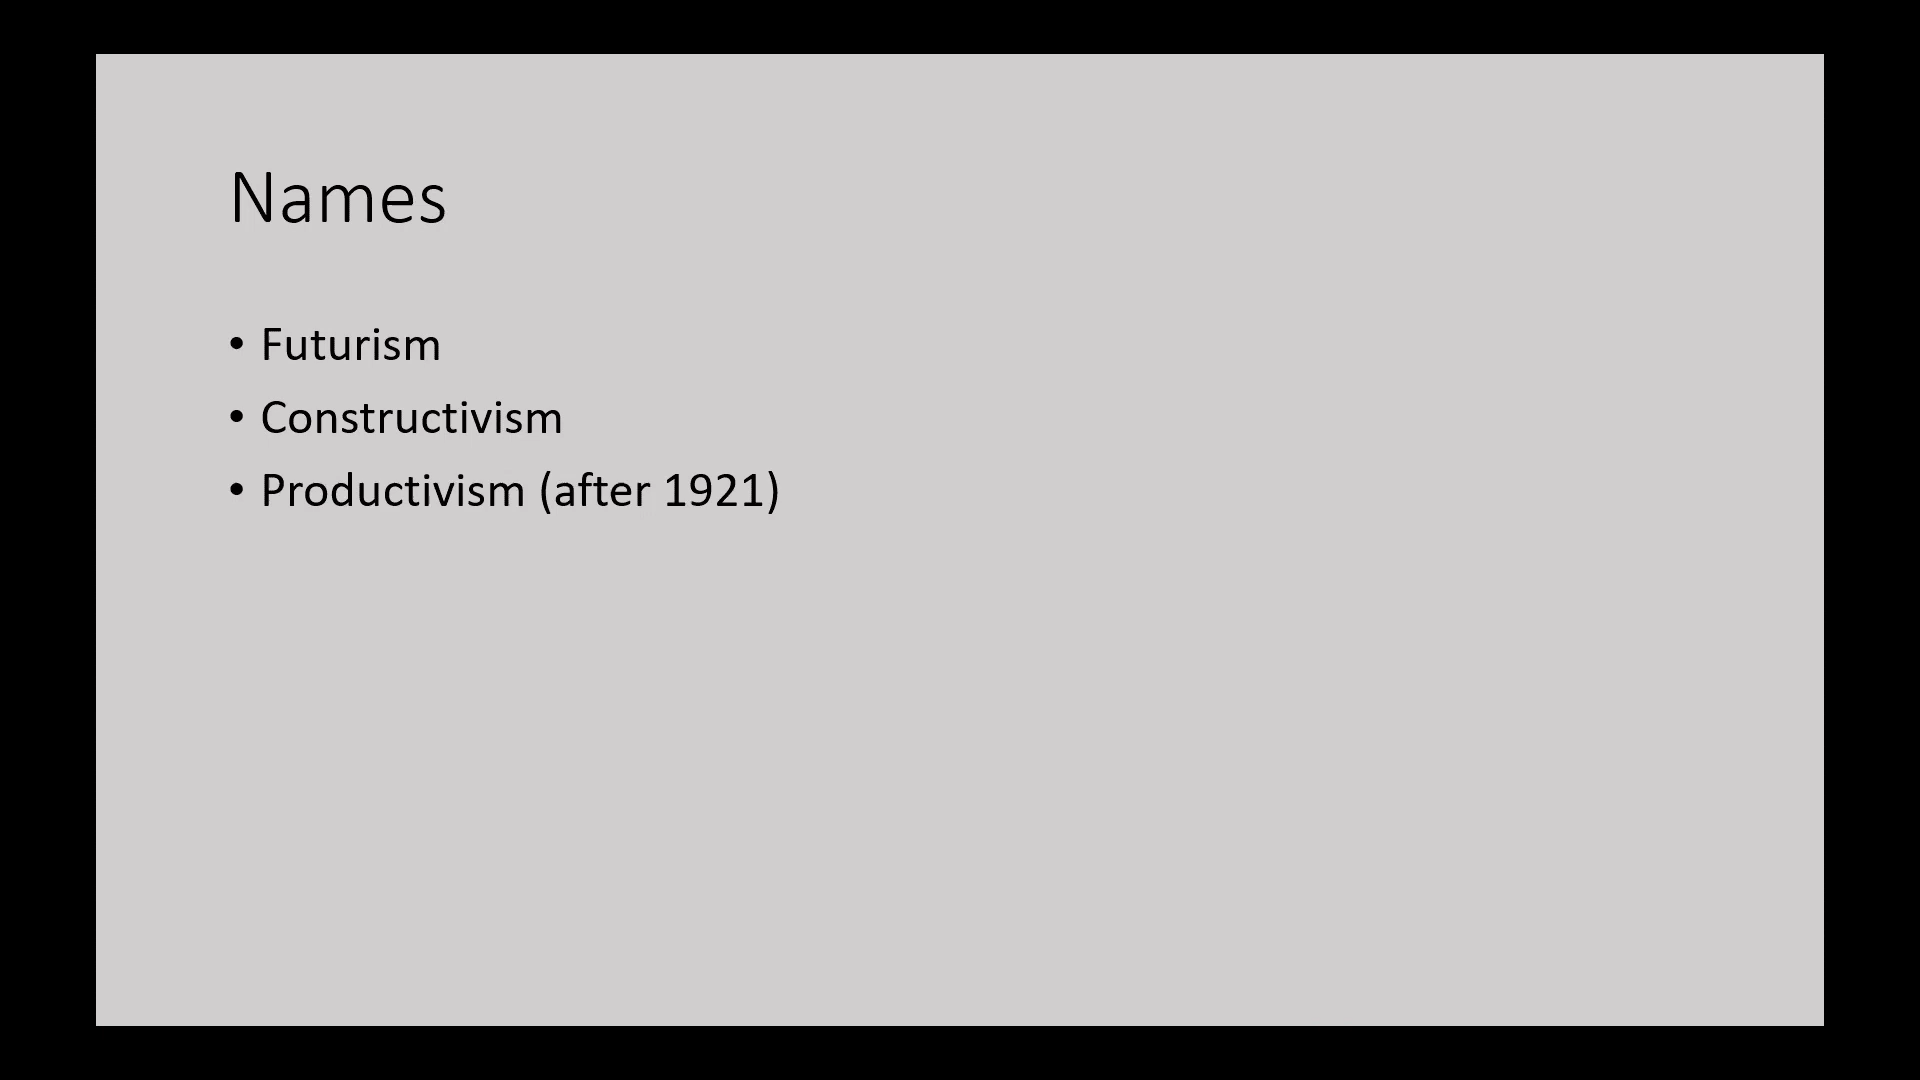 Names
• Futurism
• Constructivism
• Productivism (after 1921)